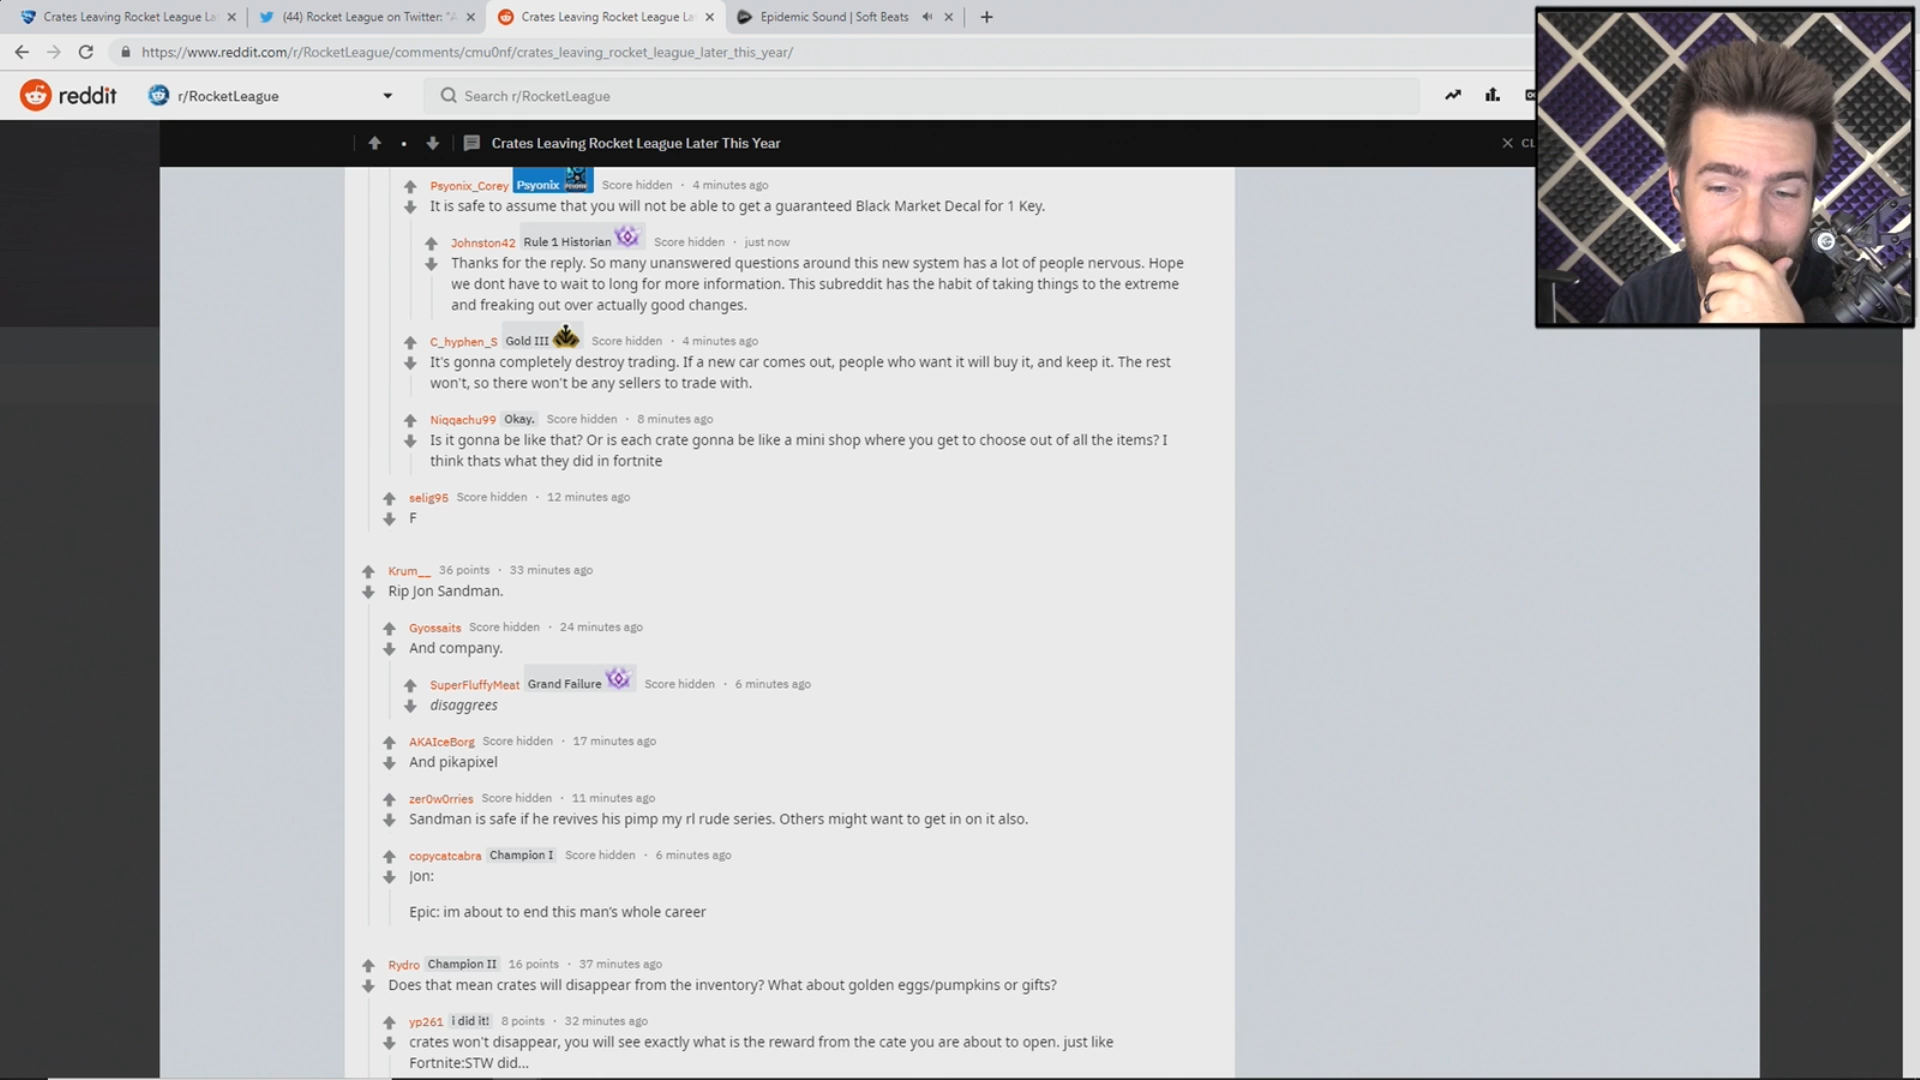 Crates Leaving Rocket League La
(44) Rocket League on Twitter: "A
Crates Leaving Rocket League La
Epidemic Sound | Soft Beats
https://www.reddit.com/r/RocketLeague/comments/cmu0nf/crates_leaving_rocket_league_later_this_year/
reddit
r/RocketLeague
Search r/RocketLeague
Crates Leaving Rocket League Later This Year
CL
Psyonix_Corey Psyonix Score hidden · 4 minutes ago
It is safe to assume that you will not be able to get a guaranteed Black Market Decal for 1 Key.
Johnston42 Rule 1 Historian Score hidden · just now
Thanks for the reply. So many unanswered questions around this new system has a lot of people nervous. Hope
we dont have to wait to long for more information. This subreddit has the habit of taking things to the extreme
and freaking out over actually good changes.
C_hyphen_S Gold III Score hidden · 4 minutes ago
It's gonna completely destroy trading. If a new car comes out, people who want it will buy it, and keep it. The rest
won't, so there won't be any sellers to trade with.
Niqqachu99 Okay. Score hidden · 8 minutes ago
Is it gonna be like that? Or is each crate gonna be like a mini shop where you get to choose out of all the items? I
think thats what they did in fortnite
selig95 Score hidden · 12 minutes ago
F
Krum__ 36 points · 33 minutes ago
Rip Jon Sandman.
Gyossaits Score hidden · 24 minutes ago
And company.
SuperFluffyMeat Grand Failure Score hidden · 6 minutes ago
disaggrees
AKAIceBorg Score hidden · 17 minutes ago
And pikapixel
zer0w0rries Score hidden · 11 minutes ago
Sandman is safe if he revives his pimp my rl rude series. Others might want to get in on it also.
copycatcabra Champion I Score hidden · 6 minutes ago
Jon:
Epic: im about to end this man's whole career
Rydro Champion II 16 points · 37 minutes ago
Does that mean crates will disappear from the inventory? What about golden eggs/pumpkins or gifts?
yp261 i did it! 8 points · 32 minutes ago
crates won't disappear, you will see exactly what is the reward from the cate you are about to open. just like
Fortnite:STW did...